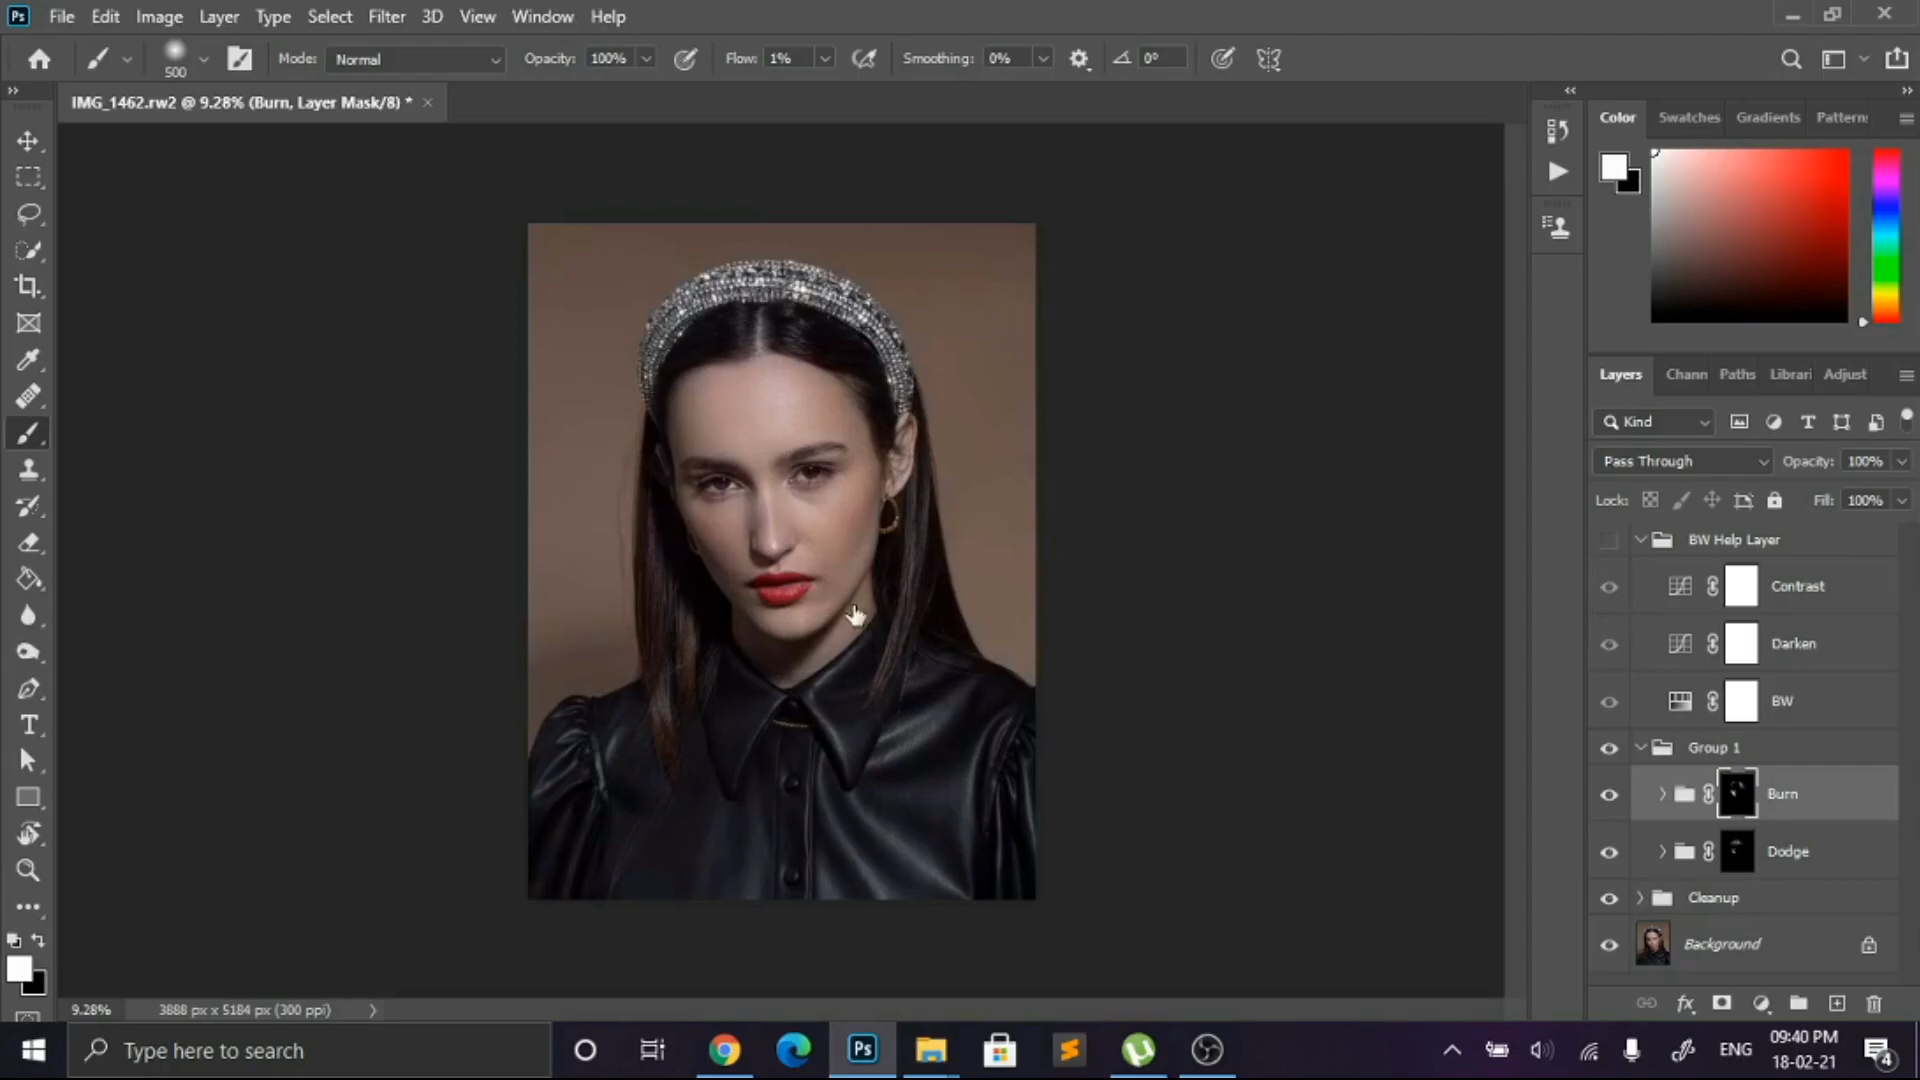 Ps File Edit Image Layer Type Select Filter 3D View Window Help
500 Mode: Normal Opacity: 100% Flow: 1% Smoothing: 0% 0°
IMG_1462.rw2 @ 9.28% (Burn, Layer Mask/8) * ×
Color Swatches Gradients Pattern
Layers Chann Paths Librari Adjust
Kind T
Pass Through Opacity: 100%
Lock: Fill: 100%
BW Help Layer
Contrast
Darken
BW
Group 1
Burn
Dodge
Cleanup
Background
fx
T
9.28% 3888 px x 5184 px (300 ppi)
Type here to search
Ps
ENG
09:40 PM
18-02-21
4